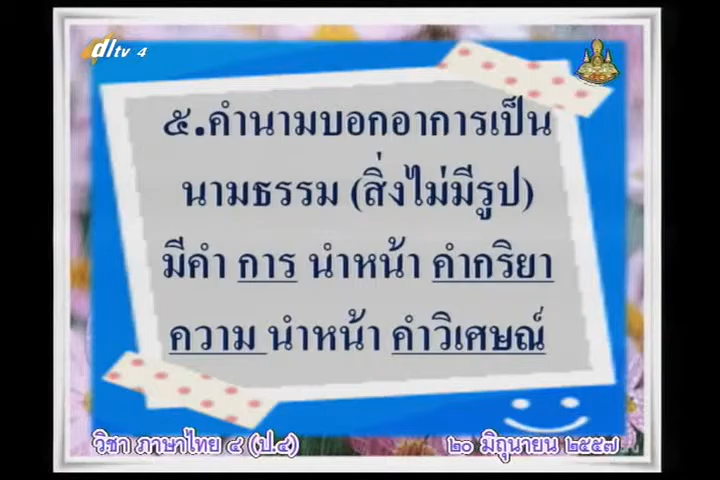 dltv 4
๕.คำนามบอกอาการเป็น
นามธรรม (สิ่งไม่มีรูป)
มีคำ การ นำหน้า คำกริยา
ความ นำหน้า คำวิเศษณ์
วิชา ภาษาไทย ๔ (ป.๔)
๒๐ มิถุนายน ๒๕๕๗